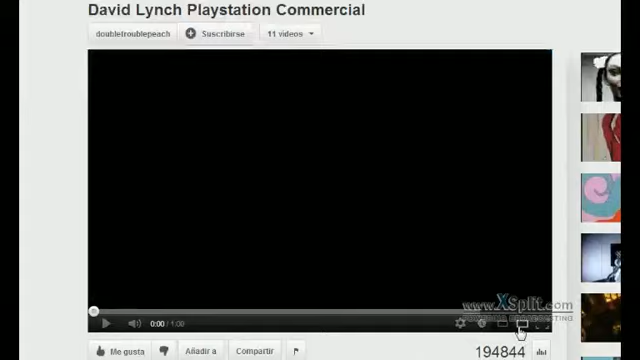 David Lynch Playstation Commercial
doubletroublepeach Suscribirse 11 videos
www.XSplit.com
0:00 / 1:00
194844
Me gusta Añadir a Compartir